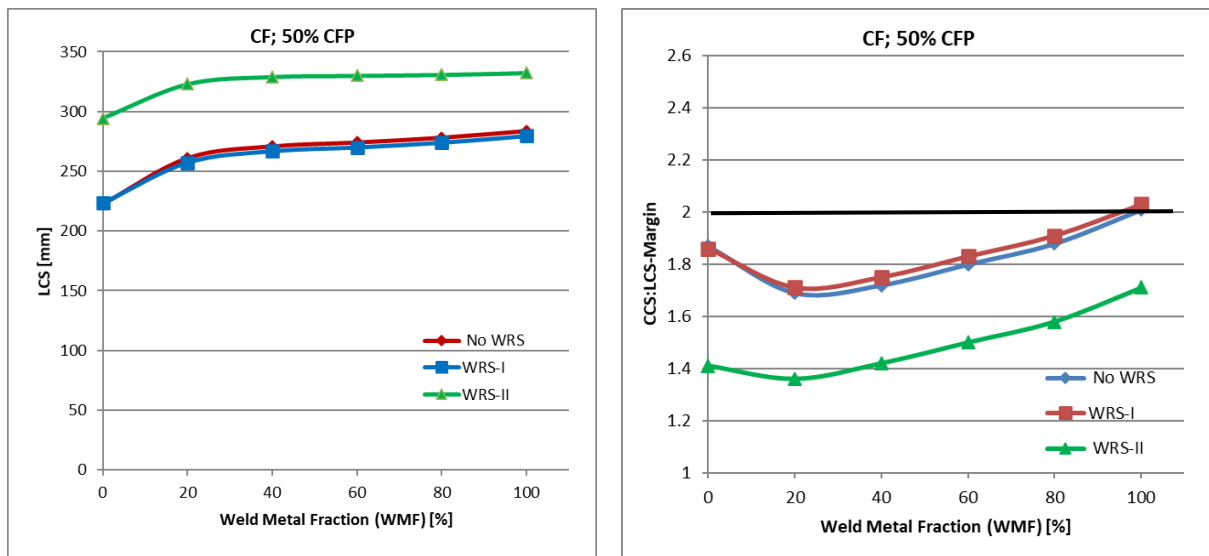 CF; 50% CFP
350
300
250
200
150
100
50
0
LCS [mm]
No WRS
WRS-I
WRS-II
0 20 40 60 80 100
Weld Metal Fraction (WMF) [%]
CF; 50% CFP
2.6
2.4
2.2
2
1.8
1.6
1.4
1.2
1
CCS:LCS-Margin
No WRS
WRS-I
WRS-II
0 20 40 60 80 100
Weld Metal Fraction (WMF) [%]